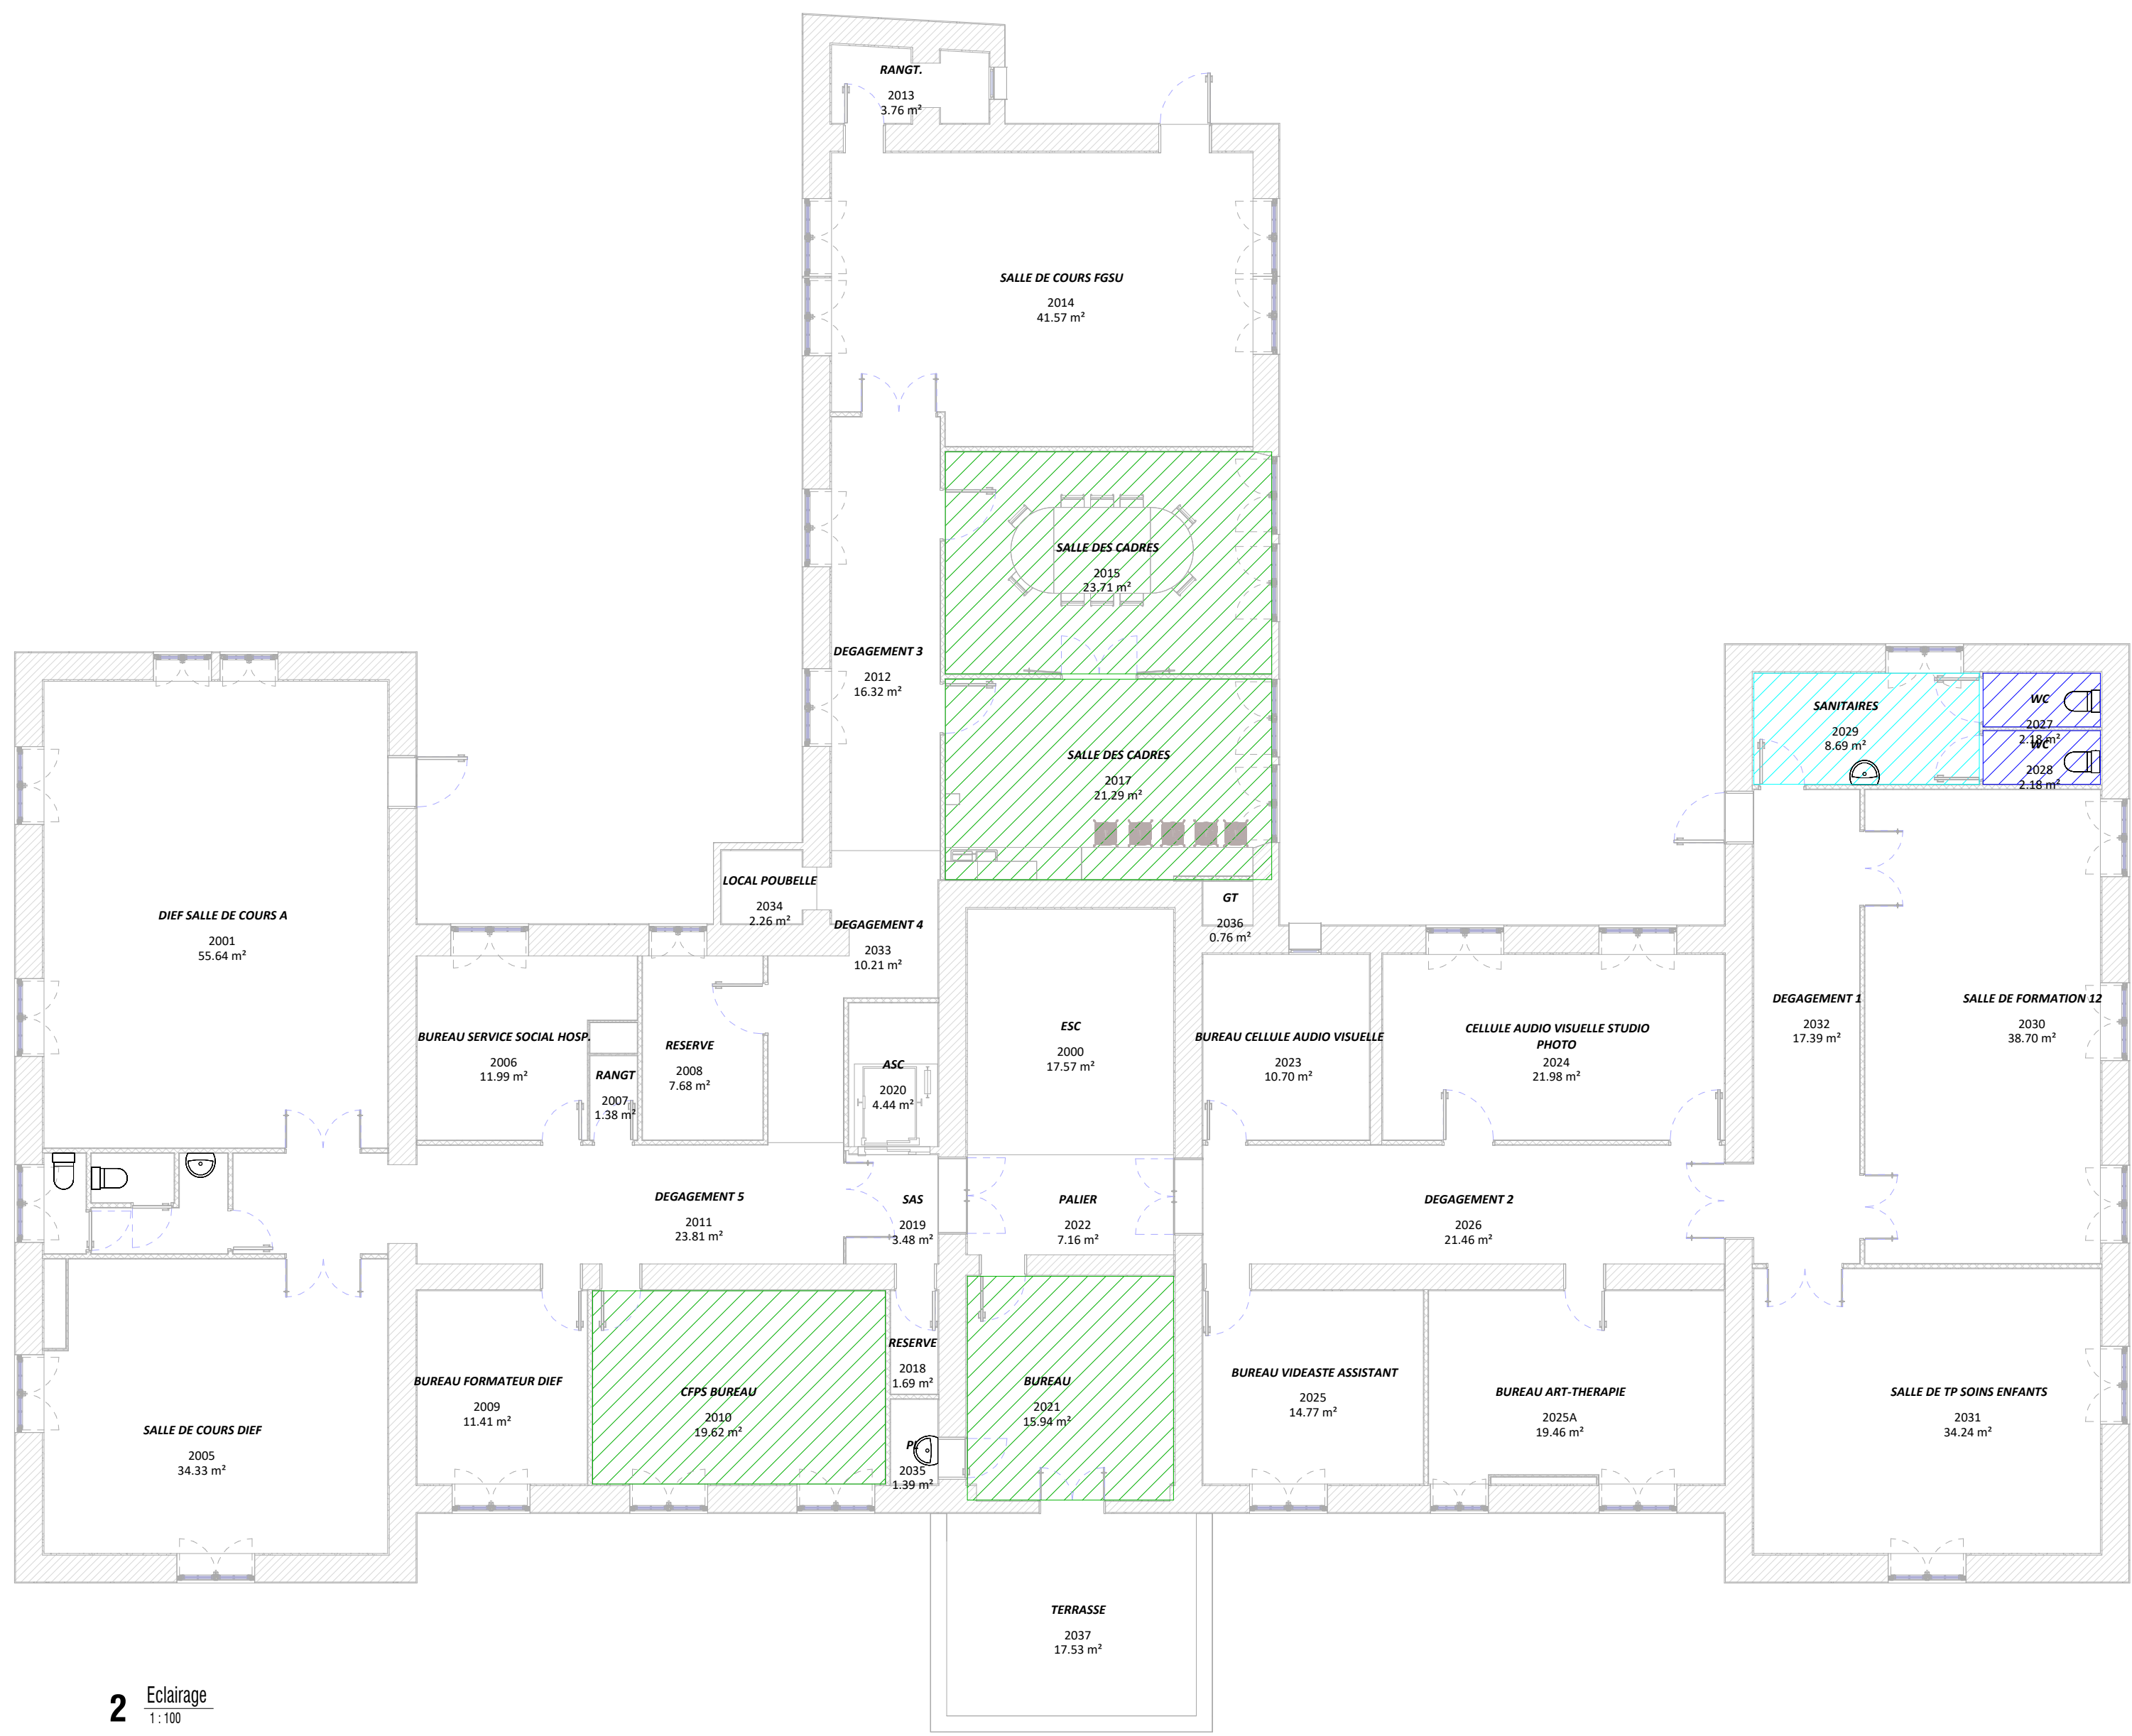 RANGT.
2013
3.76 m²
SALLE DE COURS FGSU
2014
41.57 m²
SALLE DES CADRES
2015
23.71 m²
DEGAGEMENT 3
2012
16.32 m²
SALLE DES CADRES
2017
21.29 m²
SANITAIRES
2029
8.69 m²
WC
2027
2.18 m²
WC
2028
2.18 m²
LOCAL POUBELLE
2034
2.26 m²
DEGAGEMENT 4
2033
10.21 m²
GT
2036
0.76 m²
DIEF SALLE DE COURS A
2001
55.64 m²
BUREAU SERVICE SOCIAL HOSP.
2006
11.99 m²
RANGT
2007
1.38 m²
RESERVE
2008
7.68 m²
ASC
2020
4.44 m²
ESC
2000
17.57 m²
BUREAU CELLULE AUDIO VISUELLE
2023
10.70 m²
CELLULE AUDIO VISUELLE STUDIO
PHOTO
2024
21.98 m²
DEGAGEMENT 1
2032
17.39 m²
SALLE DE FORMATION 12
2030
38.70 m²
DEGAGEMENT 5
2011
23.81 m²
SAS
2019
3.48 m²
PALIER
2022
7.16 m²
DEGAGEMENT 2
2026
21.46 m²
SALLE DE COURS DIEF
2005
34.33 m²
BUREAU FORMATEUR DIEF
2009
11.41 m²
CFPS BUREAU
2010
19.62 m²
RESERVE
2018
1.69 m²
PL
2035
1.39 m²
BUREAU
2021
15.94 m²
BUREAU VIDEASTE ASSISTANT
2025
14.77 m²
BUREAU ART-THERAPIE
2025A
19.46 m²
SALLE DE TP SOINS ENFANTS
2031
34.24 m²
TERRASSE
2037
17.53 m²
2 Eclairage
1 : 100